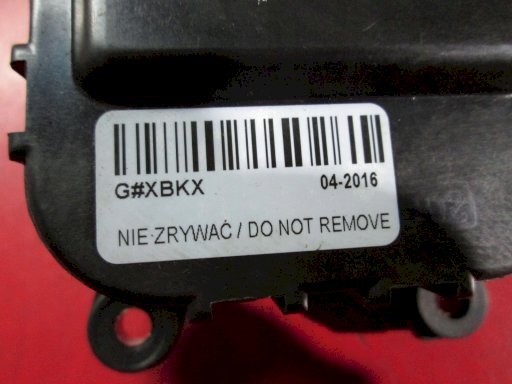 G#XBKX 04-2016
NIE ZRYWAĆ / DO NOT REMOVE